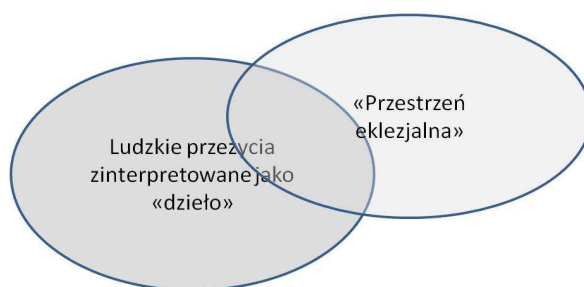 «Przestrzeń
eklezjalna»
Ludzkie przeżycia
zinterpretowane jako
«dzieło»